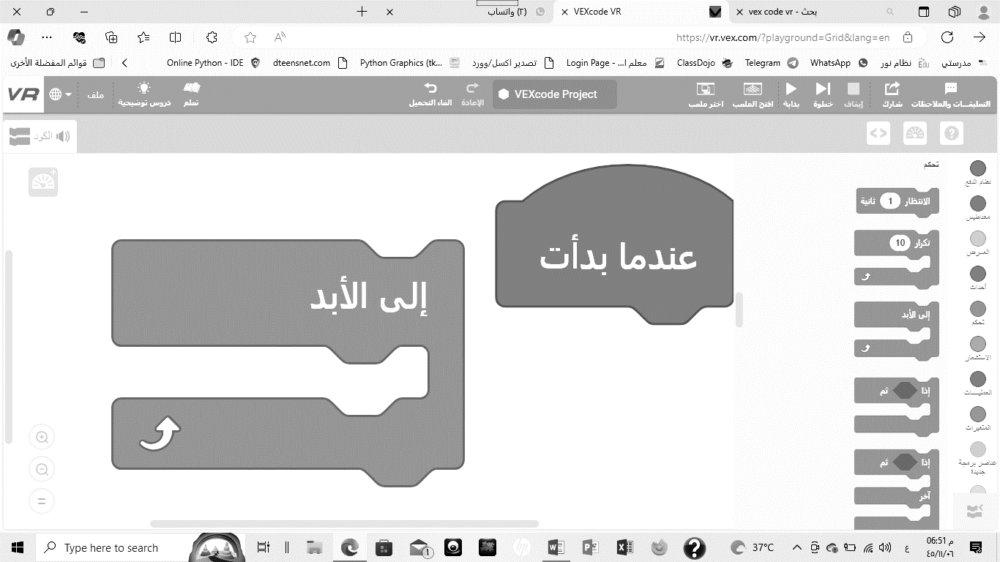 (٢) واتساب
VEXcode VR
vex code vr - بحث
https://vr.vex.com/?playground=Grid&lang=en
مدرستي
نظام نور
WhatsApp
Telegram
ClassDojo
Login Page - معلم ا...
تصدير اكسل/وورد
Python Graphics (tk...
dteensnet.com
Online Python - IDE
قوائم المفضلة الأخرى
VR
ملف
دروس توضيحية
تعلم
الغاء التحميل
الإعادة
VEXcode Project
اختر ملعب
افتح الملعب
بداية
خطوة
إيقاف
شارك
التعليقات والملاحظات
الكود
تحكم
الانتظار 1 ثانية
تكرار 10
إلى الأبد
إذا ثم
إذا ثم
آخر
نظام الدفع
مغناطيس
العرض
أحداث
تحكم
الاستشعار
العمليات
المتغيرات
عناصر برمجة
جديدة
عندما بدأت
إلى الأبد
Type here to search
1
37°C
ع
06:51 م
٤٥/١١/٠٦